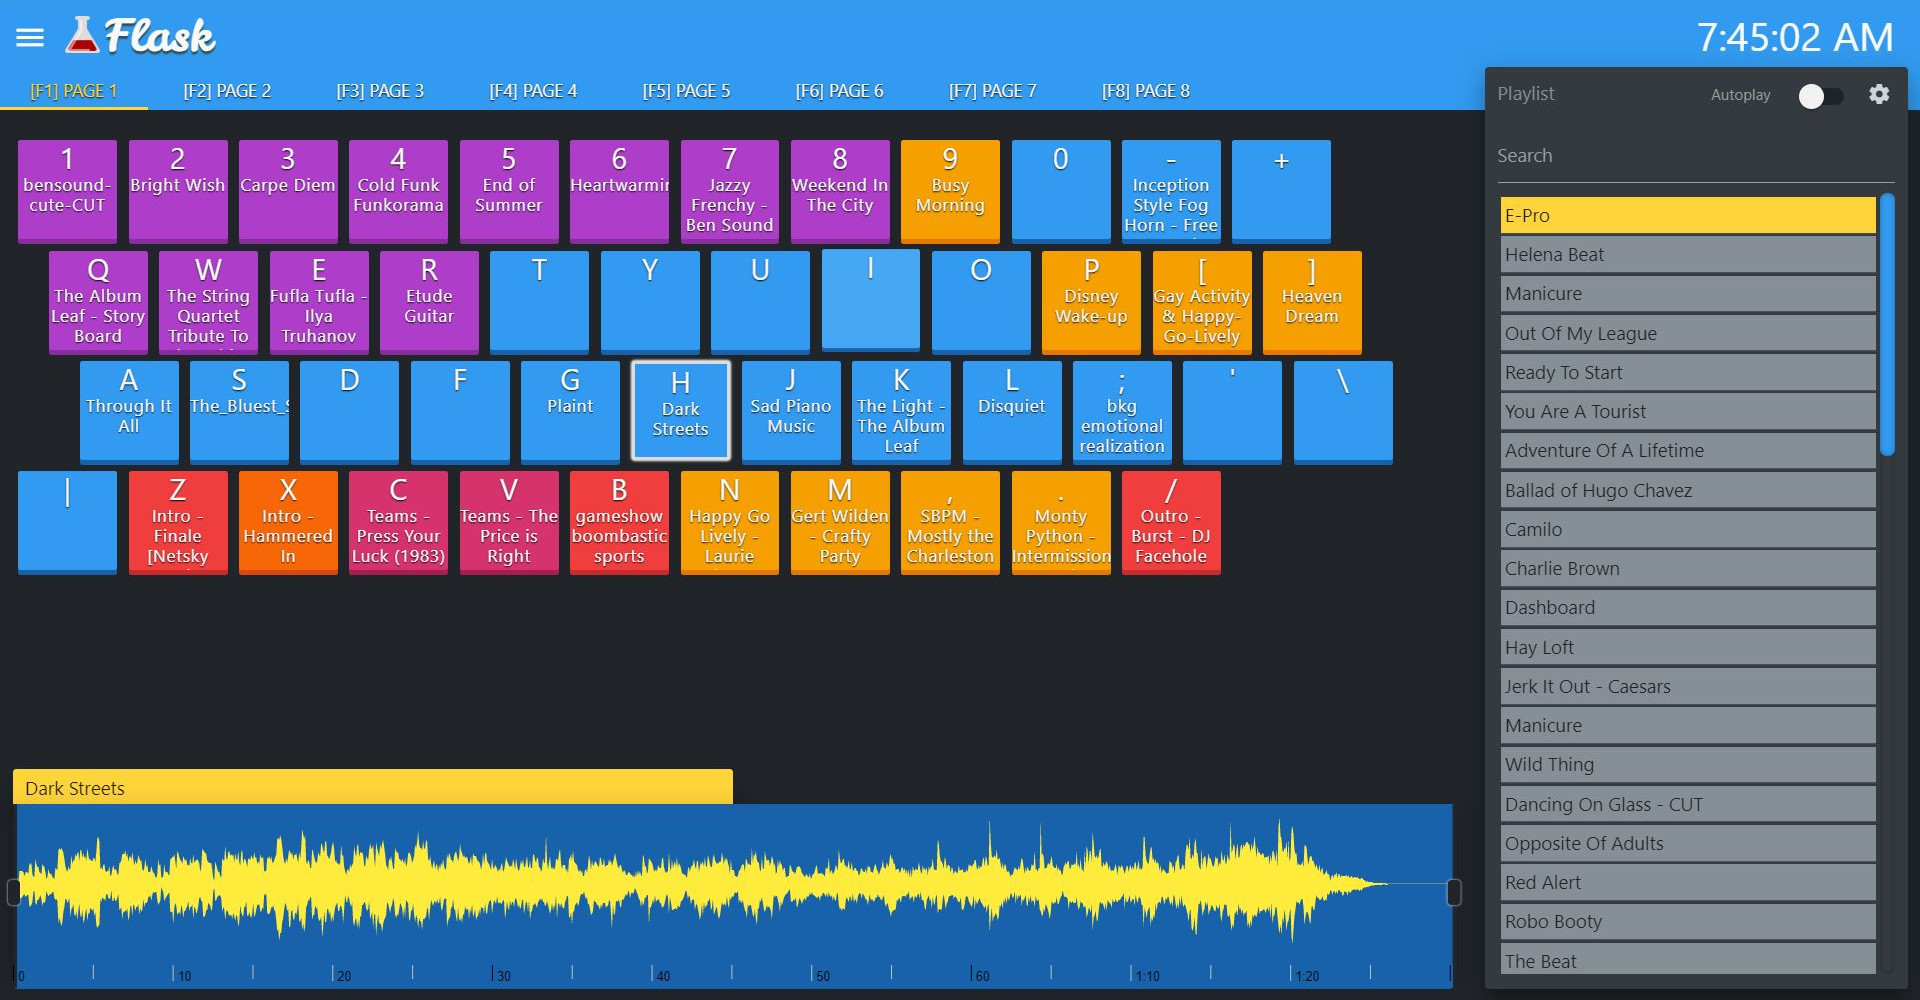 Flask
7:45:02 AM
[F1] PAGE 1
[F2] PAGE 2
[F3] PAGE 3
[F4] PAGE 4
[F5] PAGE 5
[F6] PAGE 6
[F7] PAGE 7
[F8] PAGE 8
1
bensound-
cute-CUT
2
Bright Wish
3
Carpe Diem
4
Cold Funk
Funkorama
5
End of
Summer
6
Heartwarmin
7
Jazzy
Frenchy -
Ben Sound
8
Weekend In
The City
9
Busy
Morning
0
-
Inception
Style Fog
Horn - Free
+
Q
The Album
Leaf - Story
Board
W
The String
Quartet
Tribute To
E
Fufla Tufla -
Ilya
Truhanov
R
Etude
Guitar
T
Y
U
I
O
P
Disney
Wake-up
[
Gay Activity
& Happy-
Go-Lively
]
Heaven
Dream
A
Through It
All
S
The_Bluest_S
D
F
G
Plaint
H
Dark
Streets
J
Sad Piano
Music
K
The Light -
The Album
Leaf
L
Disquiet
;
bkg
emotional
realization
'
\
|
Z
Intro -
Finale
[Netsky
X
Intro -
Hammered
In
C
Teams -
Press Your
Luck (1983)
V
Teams - The
Price is
Right
B
gameshow
boombastic
sports
N
Happy Go
Lively -
Laurie
M
Gert Wilden
- Crafty
Party
,
SBPM -
Mostly the
Charleston
.
Monty
Python -
Intermission
/
Outro -
Burst - DJ
Facehole
Dark Streets
0
10
20
30
40
50
60
1:10
1:20
Playlist
Autoplay
Search
E-Pro
Helena Beat
Manicure
Out Of My League
Ready To Start
You Are A Tourist
Adventure Of A Lifetime
Ballad of Hugo Chavez
Camilo
Charlie Brown
Dashboard
Hay Loft
Jerk It Out - Caesars
Manicure
Wild Thing
Dancing On Glass - CUT
Opposite Of Adults
Red Alert
Robo Booty
The Beat